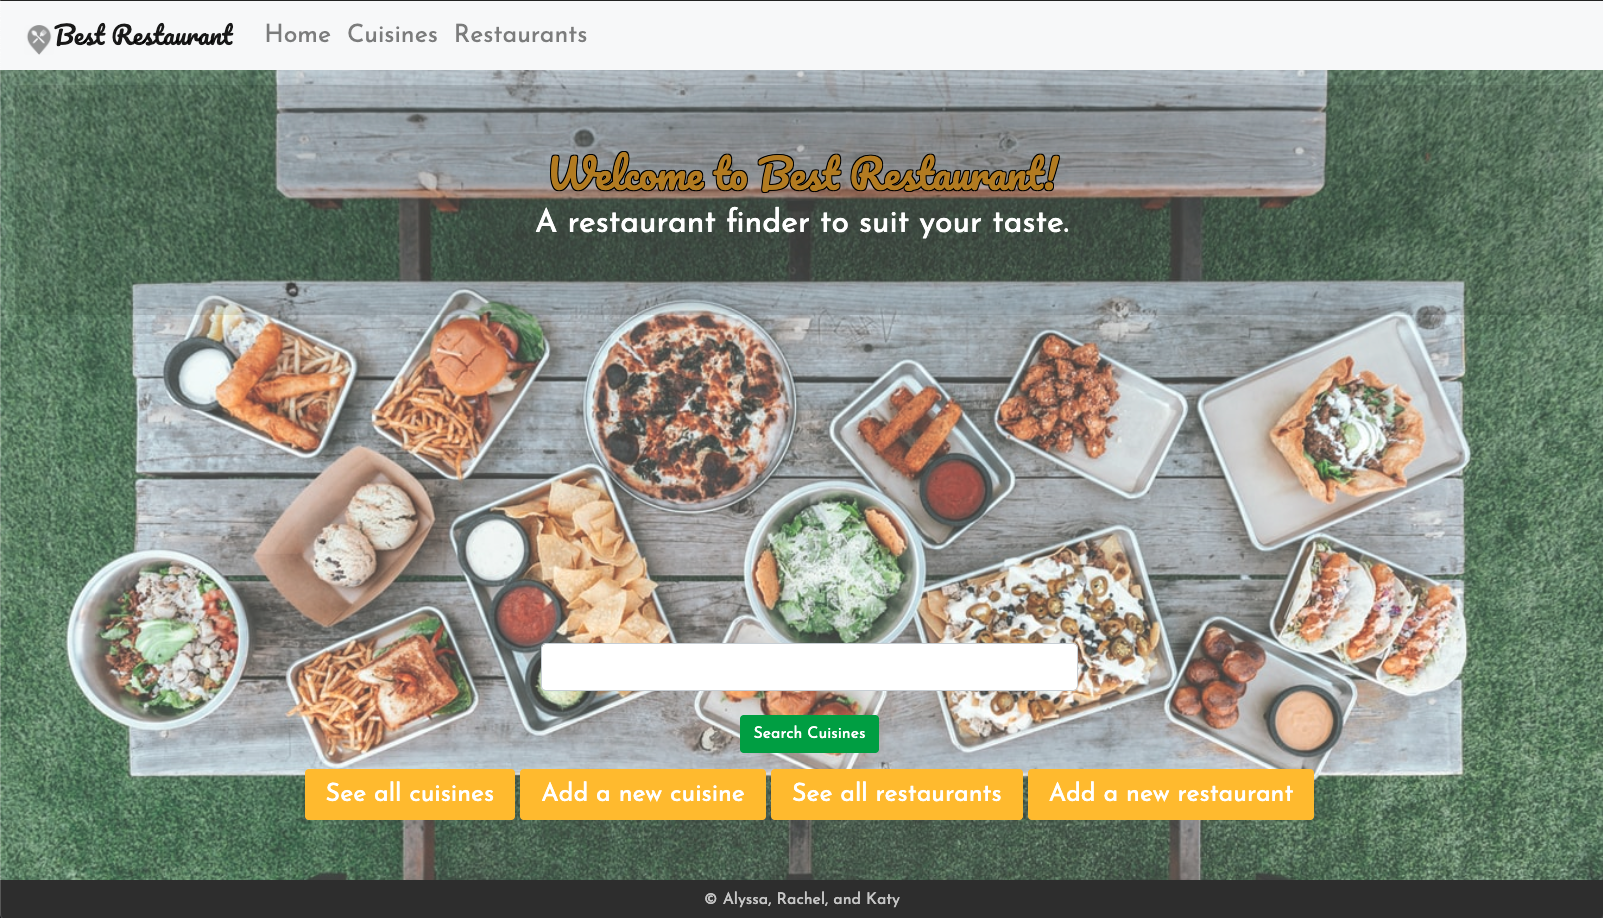 Best Restaurant Home Cuisines Restaurants
Welcome to Best Restaurant!
A restaurant finder to suit your taste.
Search Cuisines
See all cuisines Add a new cuisine See all restaurants Add a new restaurant
© Alyssa, Rachel, and Katy